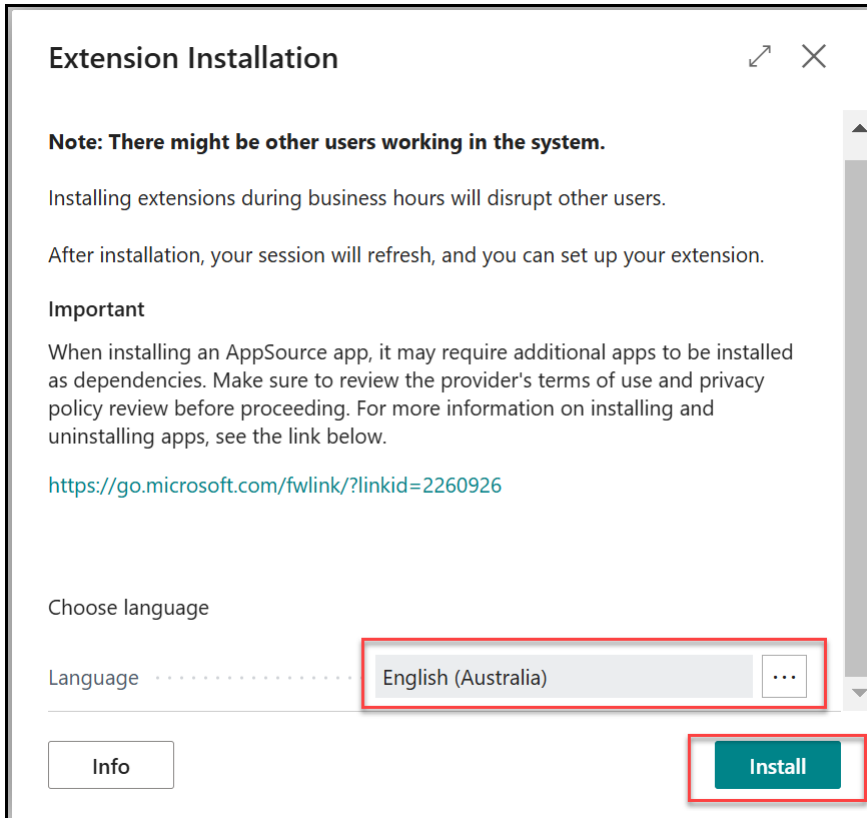 Extension Installation
Note: There might be other users working in the system.
Installing extensions during business hours will disrupt other users.
After installation, your session will refresh, and you can set up your extension.
Important
When installing an AppSource app, it may require additional apps to be installed
as dependencies. Make sure to review the provider's terms of use and privacy
policy review before proceeding. For more information on installing and
uninstalling apps, see the link below.
https://go.microsoft.com/fwlink/?linkid=2260926
Choose language
Language English (Australia) ...
Info Install